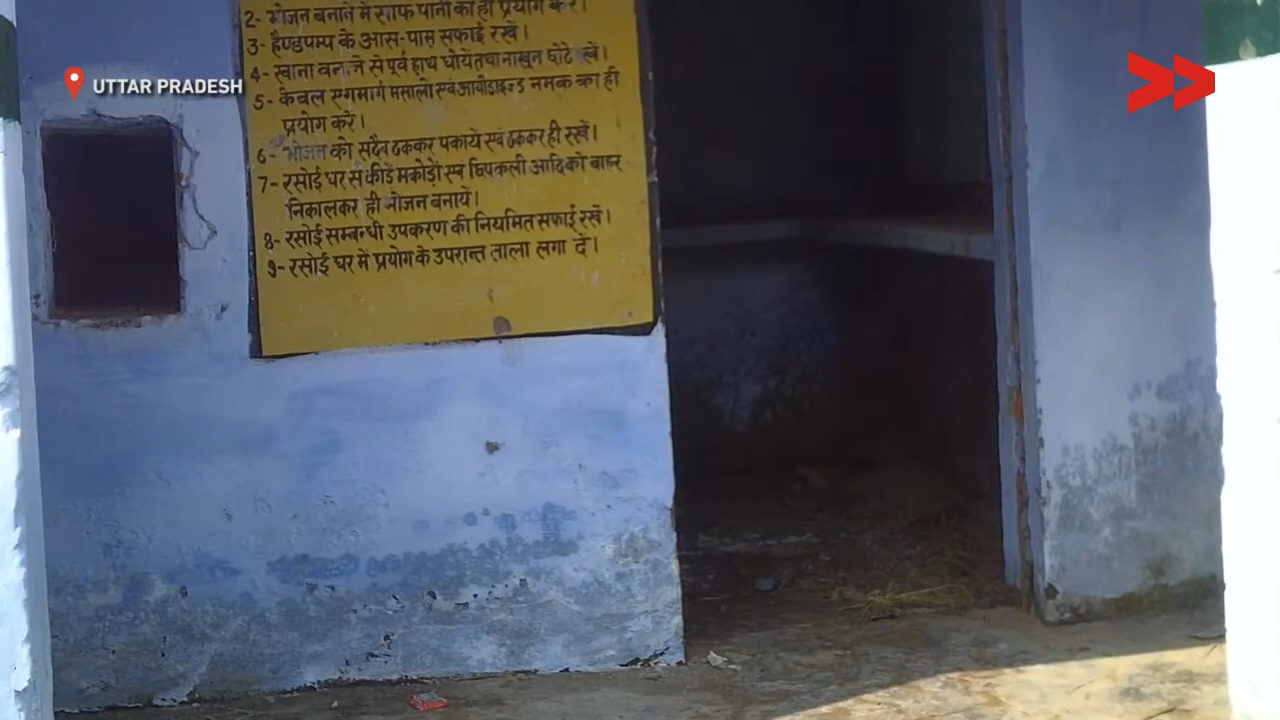 2- भोजन बनाने में साफ पानी का ही प्रयोग करें।
3- हैण्डपम्प के आस-पास सफाई रखें।
UTTAR PRADESH
4- खाना बनाने से पूर्व हाथ धोयें तथा नाखुन छोटे रखें।
5- केवल एगमार्ग मसालो एवं आयोडाइन्ड नमक का ही
प्रयोग करें।
6- भोजन को सदैव ढककर पकायें एवं ढककर ही रखें।
7- रसोई घर से कीडें मकोड़ों एव छिपकली आदि को बाहर
निकालकर ही भोजन बनायें।
8- रसोई सम्बन्धी उपकरण की नियमित सफाई रखें।
9- रसोई घर में प्रयोग के उपरान्त ताला लगा दें।